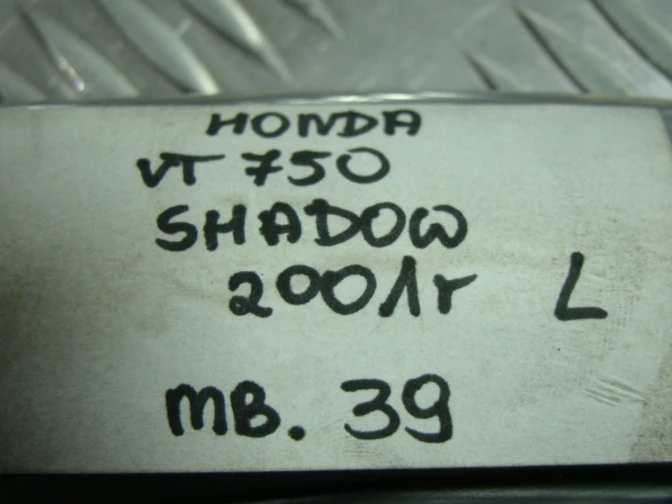 HONDA
VT 750
SHADOW
2001r L
MB. 39